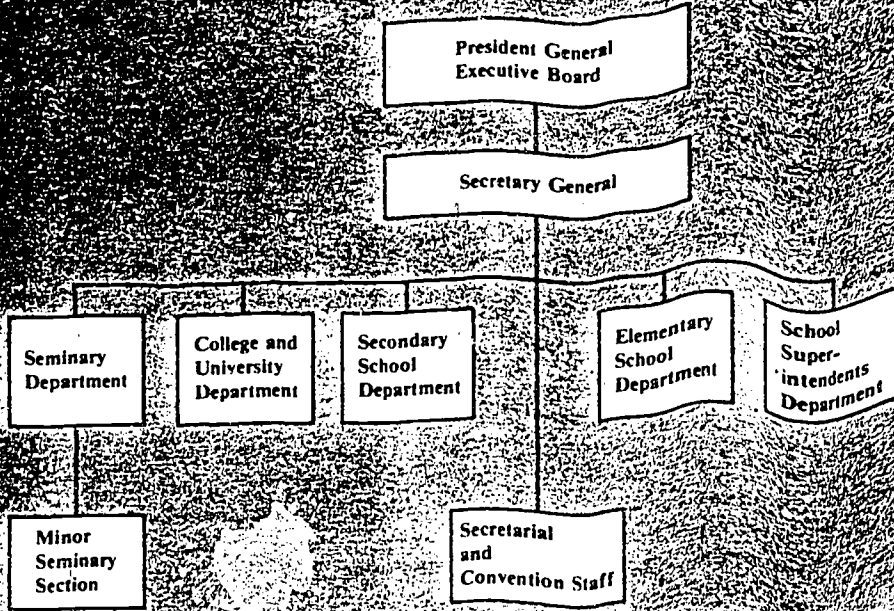 President General
Executive Board
Secretary General
Seminary
Department
College and
University
Department
Secondary
School
Department
Elementary
School
Department
School
Super-
intendents
Department
Minor
Seminary
Section
Secretarial
and
Convention Staff